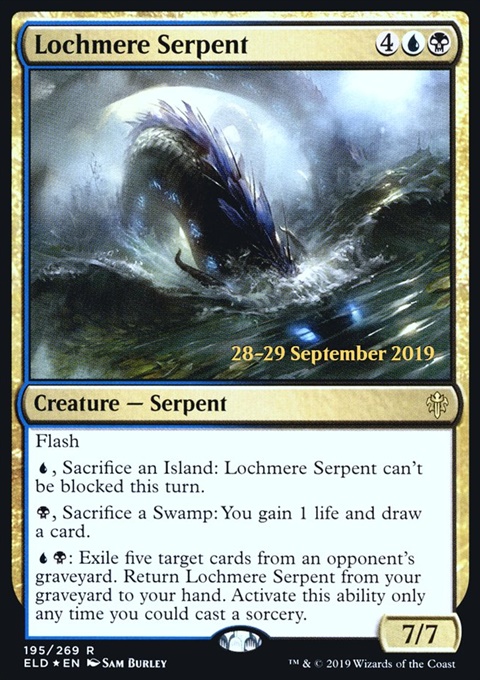 Lochmere Serpent 4
28-29 September 2019
Creature — Serpent
Flash
, Sacrifice an Island: Lochmere Serpent can't
be blocked this turn.
, Sacrifice a Swamp: You gain 1 life and draw
a card.
: Exile five target cards from an opponent's
graveyard. Return Lochmere Serpent from your
graveyard to your hand. Activate this ability only
any time you could cast a sorcery.
7/7
195/269 R
ELD ★ EN Sam Burley
™ & © 2019 Wizards of the Coast